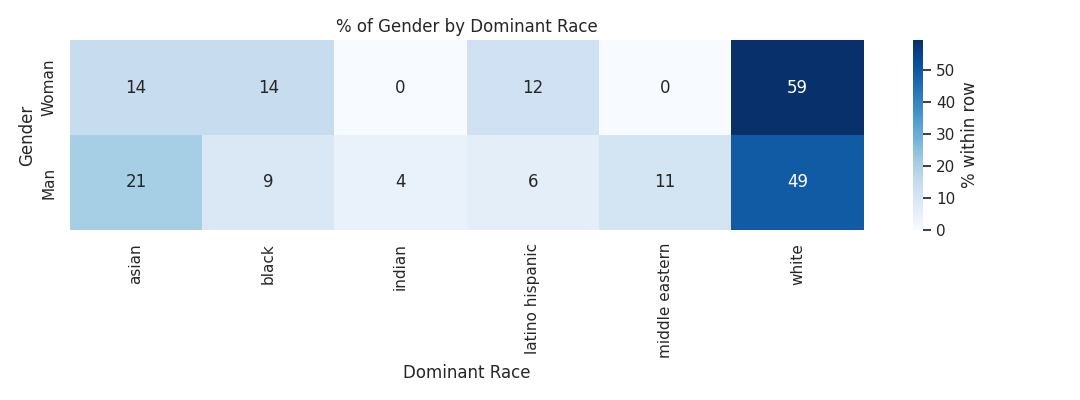 % of Gender by Dominant Race
Gender
Woman
14 14 0 12 0 59
Man
21 9 4 6 11 49
asian
black
indian
latino hispanic
middle eastern
white
Dominant Race
50
40
30
20
10
0
% within row